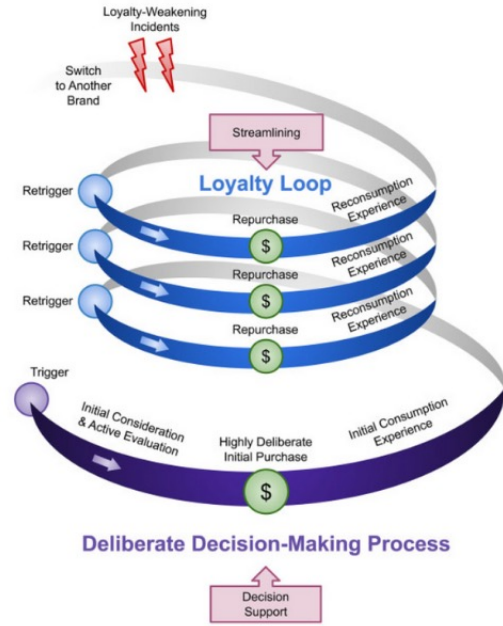 Loyalty-Weakening
Incidents
Switch
to Another
Brand
Streamlining
Loyalty Loop
Retrigger
Repurchase
$
Reconsumption
Experience
Retrigger
Repurchase
$
Reconsumption
Experience
Retrigger
Repurchase
$
Reconsumption
Experience
Trigger
Initial Consideration
& Active Evaluation
Highly Deliberate
Initial Purchase
$
Initial Consumption
Experience
Deliberate Decision-Making Process
Decision
Support